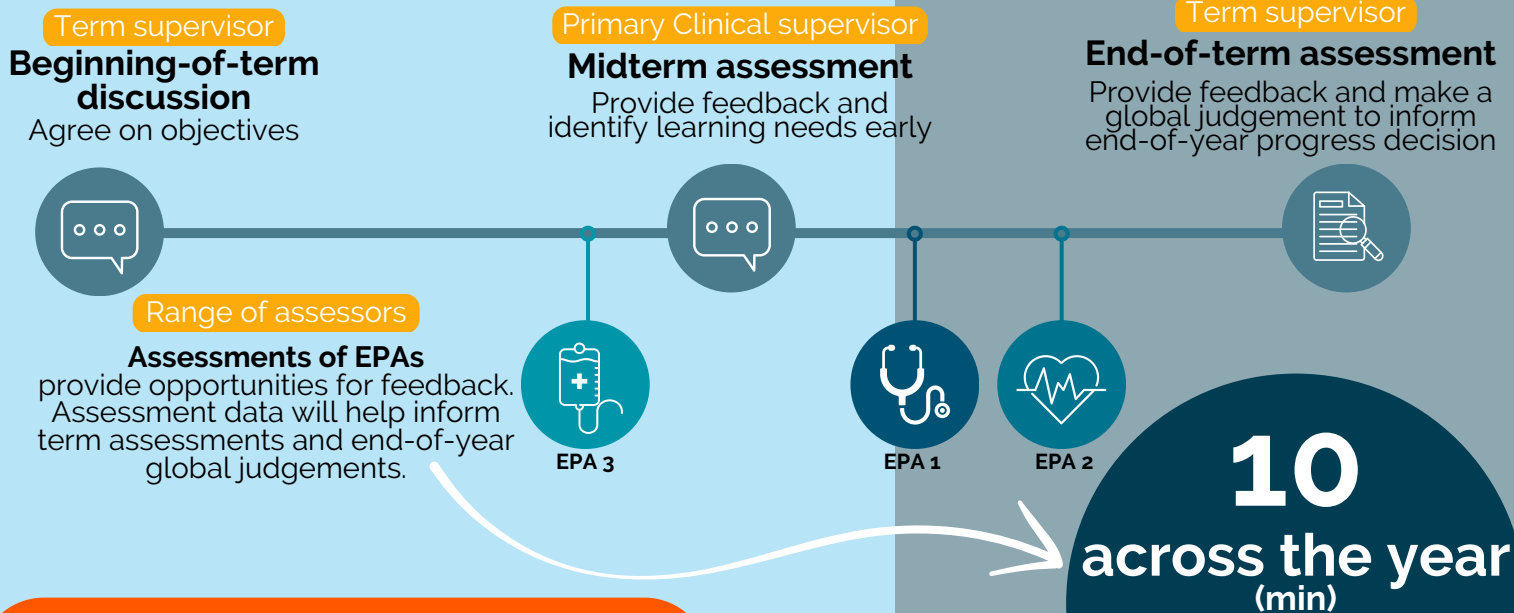 Term supervisor
Beginning-of-term
discussion
Agree on objectives
Primary Clinical supervisor
Midterm assessment
Provide feedback and
identify learning needs early
Term supervisor
End-of-term assessment
Provide feedback and make a
global judgement to inform
end-of-year progress decision
Range of assessors
Assessments of EPAs
provide opportunities for feedback.
Assessment data will help inform
term assessments and end-of-year
global judgements.
EPA 3
EPA 1
EPA 2
10
across the year
(min)